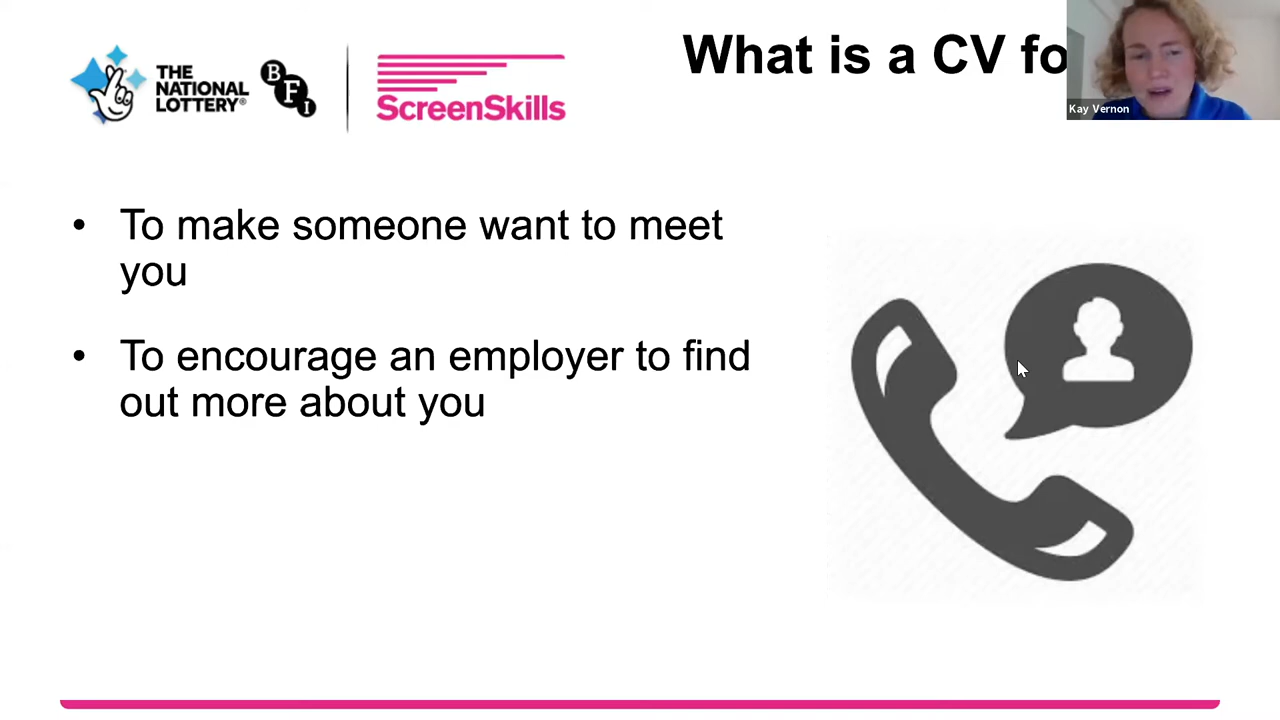 THE
NATIONAL
LOTTERY®
BFI
ScreenSkills
What is a CV fo
Kay Vernon
• To make someone want to meet
you
• To encourage an employer to find
out more about you